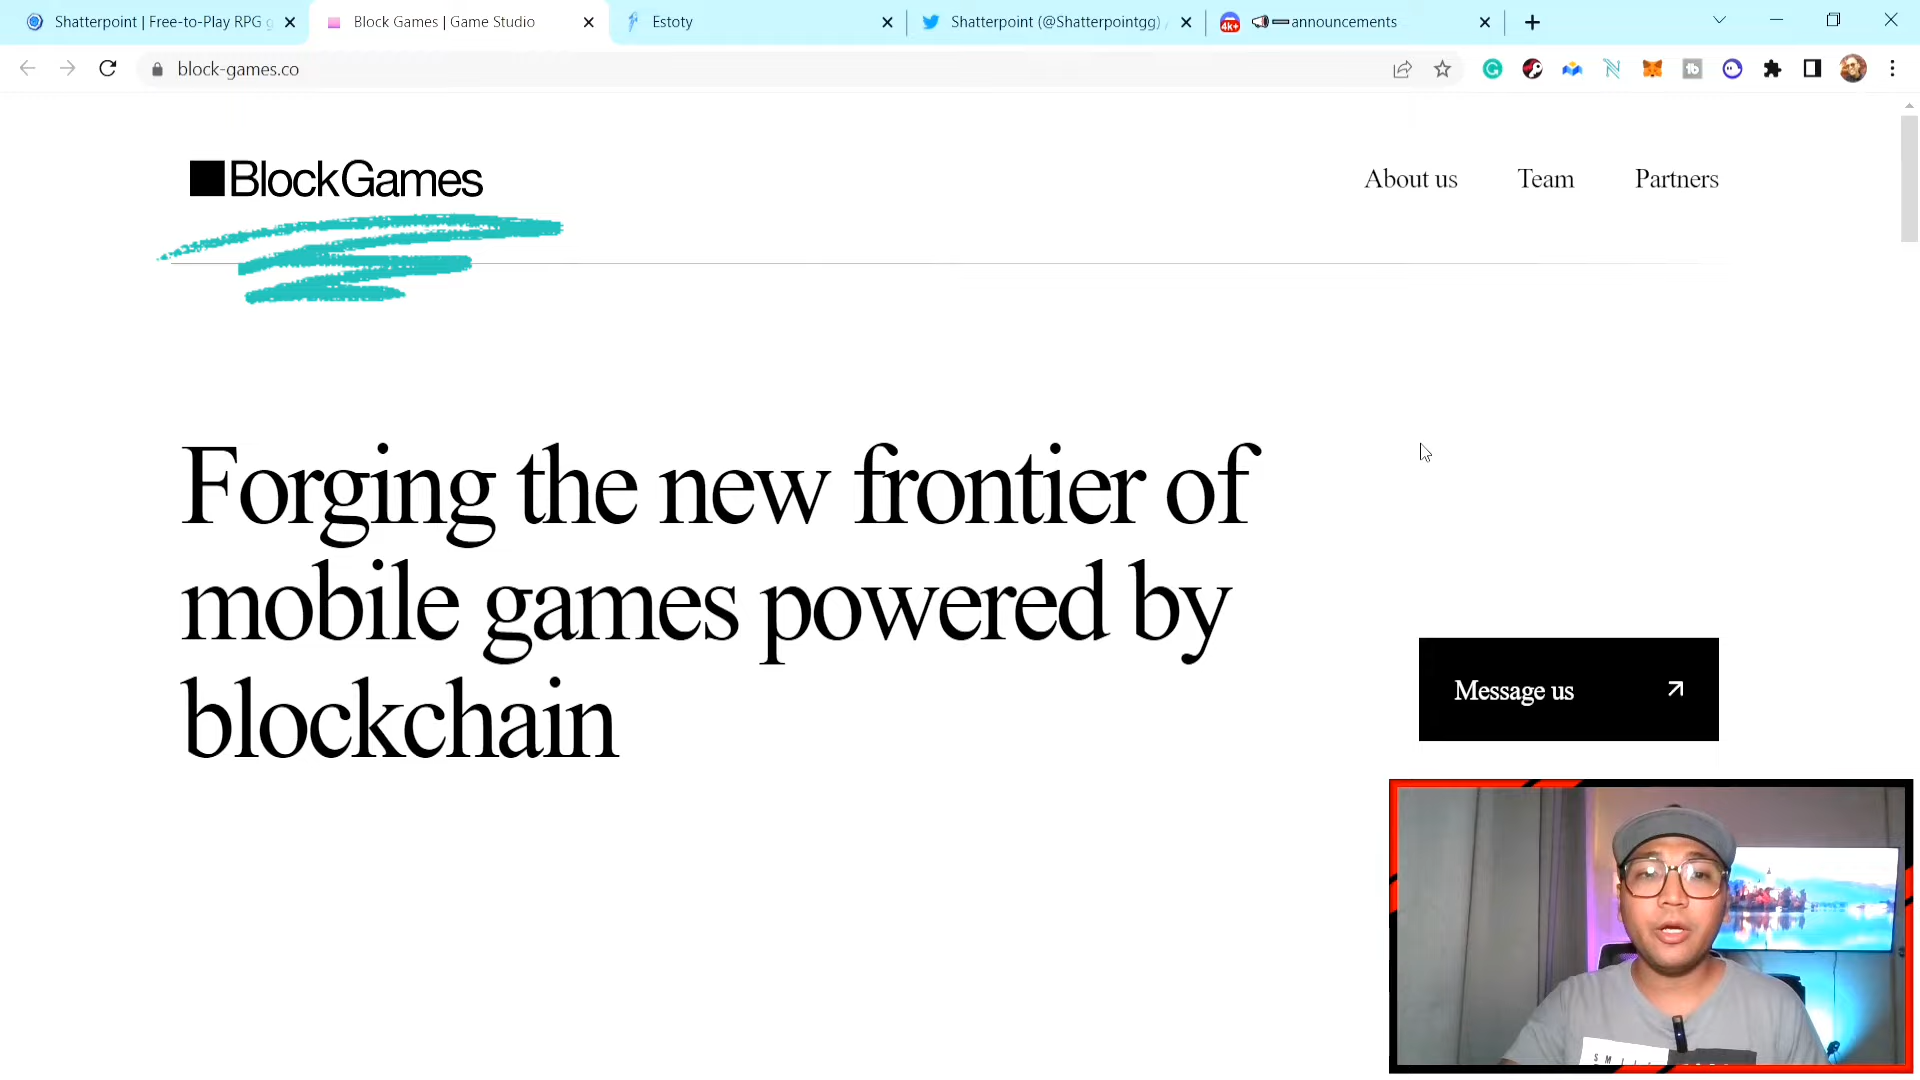 Shatterpoint | Free-to-Play RPG g
Block Games | Game Studio
Estoty
Shatterpoint (@Shatterpointgg) /
4k+
announcements
block-games.co
BlockGames
About us
Team
Partners
Forging the new frontier of
mobile games powered by
blockchain
Message us